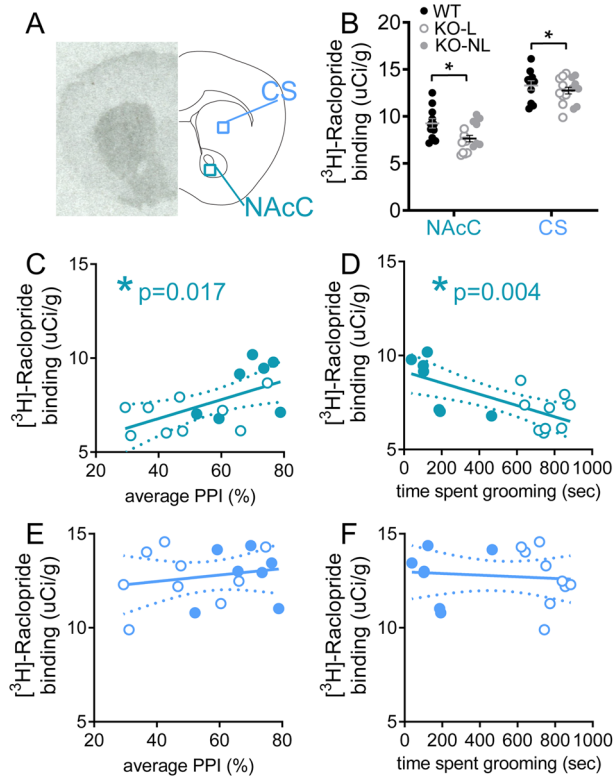 A
CS
NAcC
B
WT
KO-L
KO-NL
[³H]-Raclopride
binding (uCi/g)
20
15
10
5
0
*
*
NAcC
CS
C
[³H]-Raclopride
binding (uCi/g)
15
10
5
* p=0.017
20
40
60
80
average PPI (%)
D
[³H]-Raclopride
binding (uCi/g)
15
10
5
* p=0.004
0
200
400
600
800
1000
time spent grooming (sec)
E
[³H]-Raclopride
binding (uCi/g)
15
10
5
20
40
60
80
average PPI (%)
F
[³H]-Raclopride
binding (uCi/g)
15
10
5
0
200
400
600
800
1000
time spent grooming (sec)